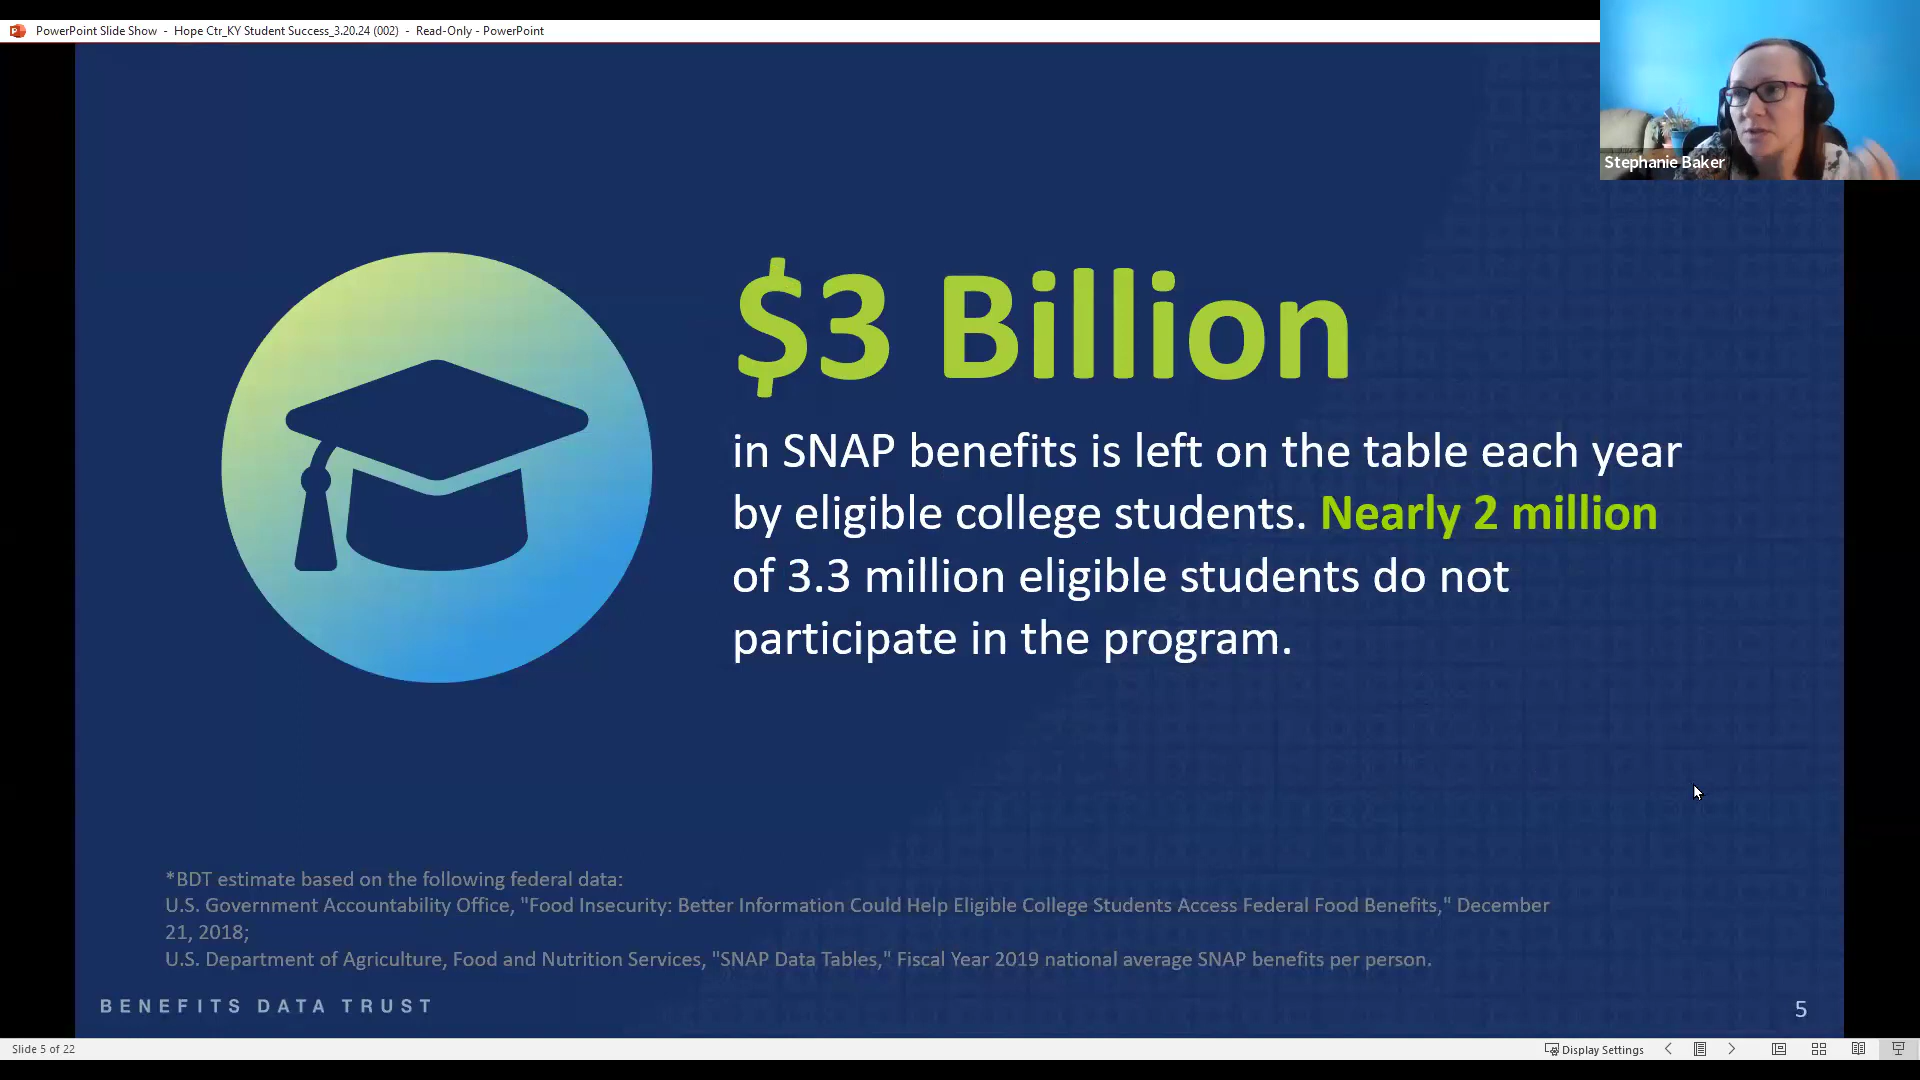 PowerPoint Slide Show - Hope Ctr_KY Student Success_3.20.24 (002) - Read-Only - PowerPoint
Stephanie Baker
$3 Billion
in SNAP benefits is left on the table each year
by eligible college students. Nearly 2 million
of 3.3 million eligible students do not
participate in the program.
*BDT estimate based on the following federal data:
U.S. Government Accountability Office, "Food Insecurity: Better Information Could Help Eligible College Students Access Federal Food Benefits," December
21, 2018;
U.S. Department of Agriculture, Food and Nutrition Services, "SNAP Data Tables," Fiscal Year 2019 national average SNAP benefits per person.
BENEFITS DATA TRUST
5
Slide 5 of 22
Display Settings